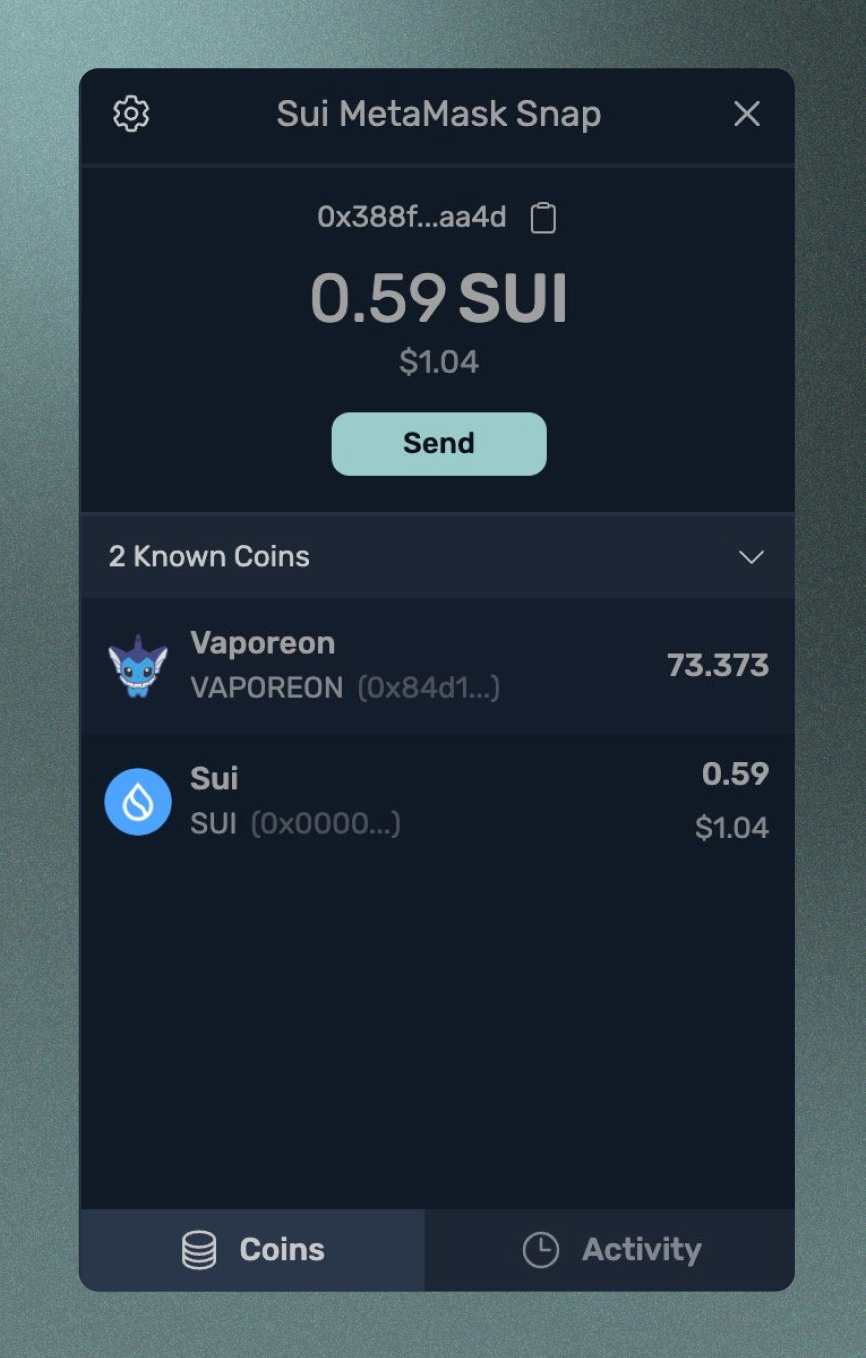 Sui MetaMask Snap
0x388f...aa4d
0.59 SUI
$1.04
Send
2 Known Coins
Vaporeon
73.373
VAPOREON (0x84d1...)
Sui
0.59
SUI (0x0000...)
$1.04
Coins
Activity